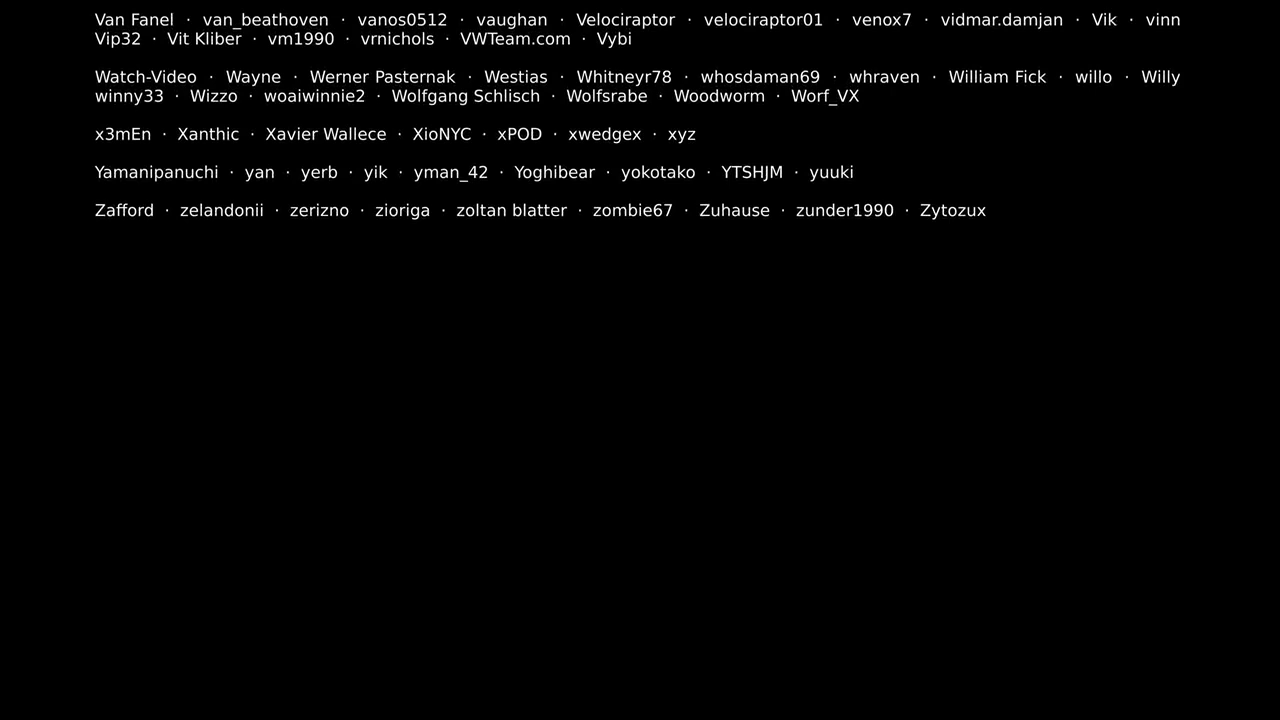 Van Fanel · van_beathoven · vanos0512 · vaughan · Velociraptor · velociraptor01 · venox7 · vidmar.damjan · Vik · vinn
Vip32 · Vit Kliber · vm1990 · vrnichols · VWTeam.com · Vybi
Watch-Video · Wayne · Werner Pasternak · Westias · Whitneyr78 · whosdaman69 · whraven · William Fick · willo · Willy
winny33 · Wizzo · woaiwinnie2 · Wolfgang Schlisch · Wolfsrabe · Woodworm · Worf_VX
x3mEn · Xanthic · Xavier Wallece · XioNYC · xPOD · xwedgex · xyz
Yamanipanuchi · yan · yerb · yik · yman_42 · Yoghibear · yokotako · YTSHJM · yuuki
Zafford · zelandonii · zerizno · zioriga · zoltan blatter · zombie67 · Zuhause · zunder1990 · Zytozux